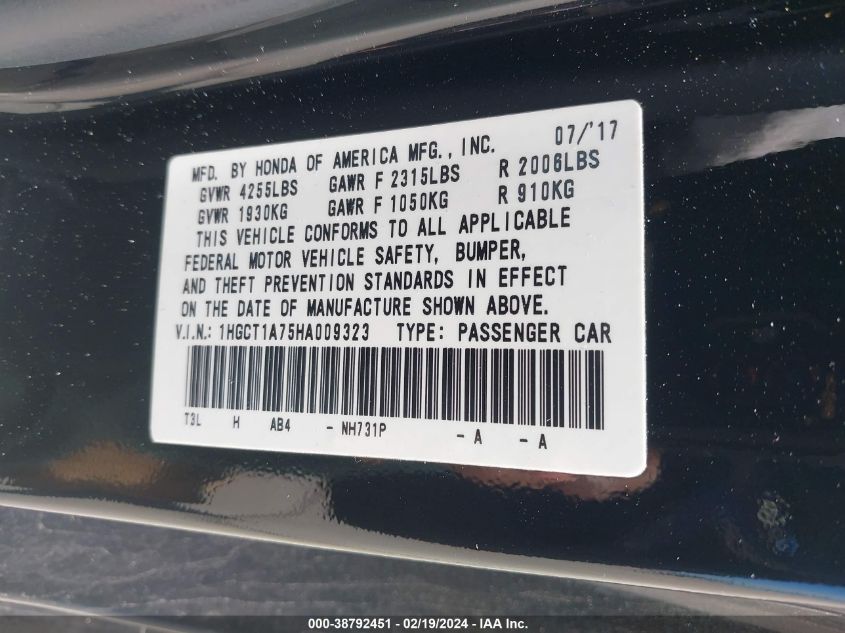 MFD. BY HONDA OF AMERICA MFG., INC. 07/'17
GVWR 4255LBS GAWR F 2315LBS R 2006LBS
GVWR 1930KG GAWR F 1050KG R 910KG
THIS VEHICLE CONFORMS TO ALL APPLICABLE
FEDERAL MOTOR VEHICLE SAFETY, BUMPER,
AND THEFT PREVENTION STANDARDS IN EFFECT
ON THE DATE OF MANUFACTURE SHOWN ABOVE.
V.I.N.: 1HGCT1A75HA009323 TYPE: PASSENGER CAR
T3L H AB4 - NH731P - A - A
000-38792451 - 02/19/2024 - IAA Inc.